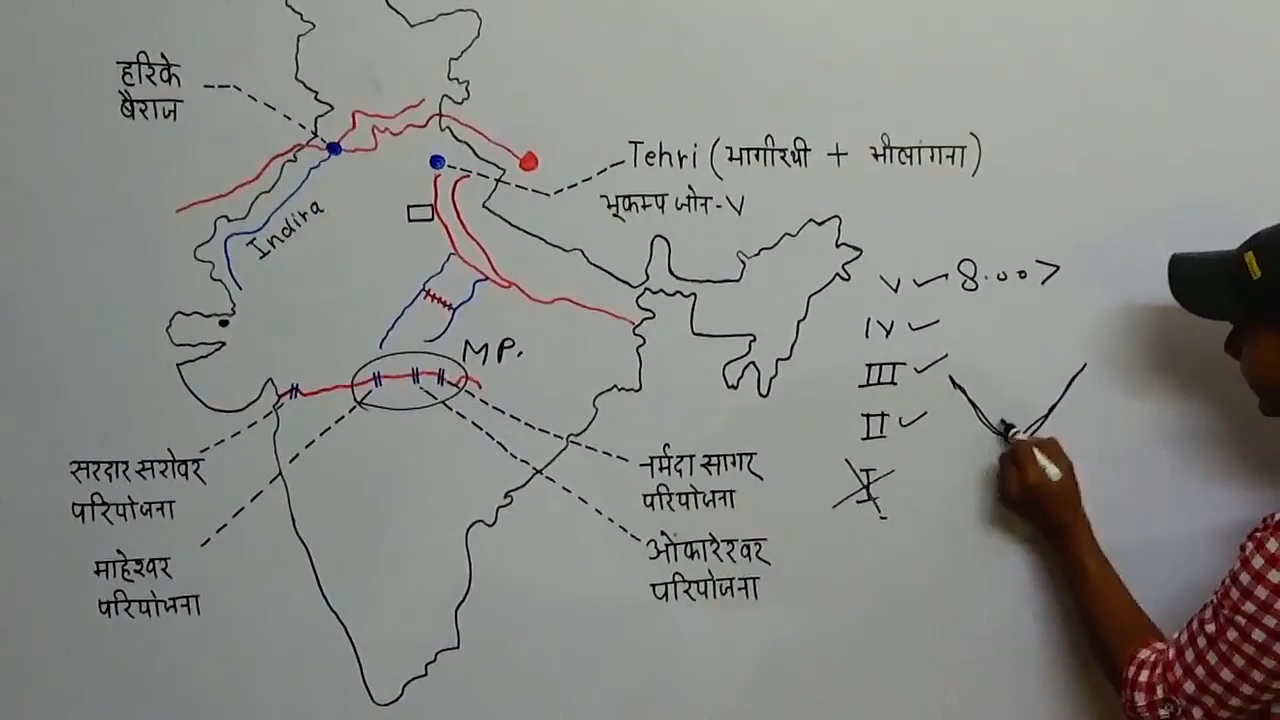 हरिके
बैराज
Tehri (भागीरथी + भीलांगना)
भूकम्प जोन-V
Indira
V ✓ 8.00 >
IV ✓
III ✓
II ✓
I
MP.
सरदार सरोवर
परियोजना
नर्मदा सागर
परियोजना
माहेश्वर
परियोजना
ओंकारेश्वर
परियोजना